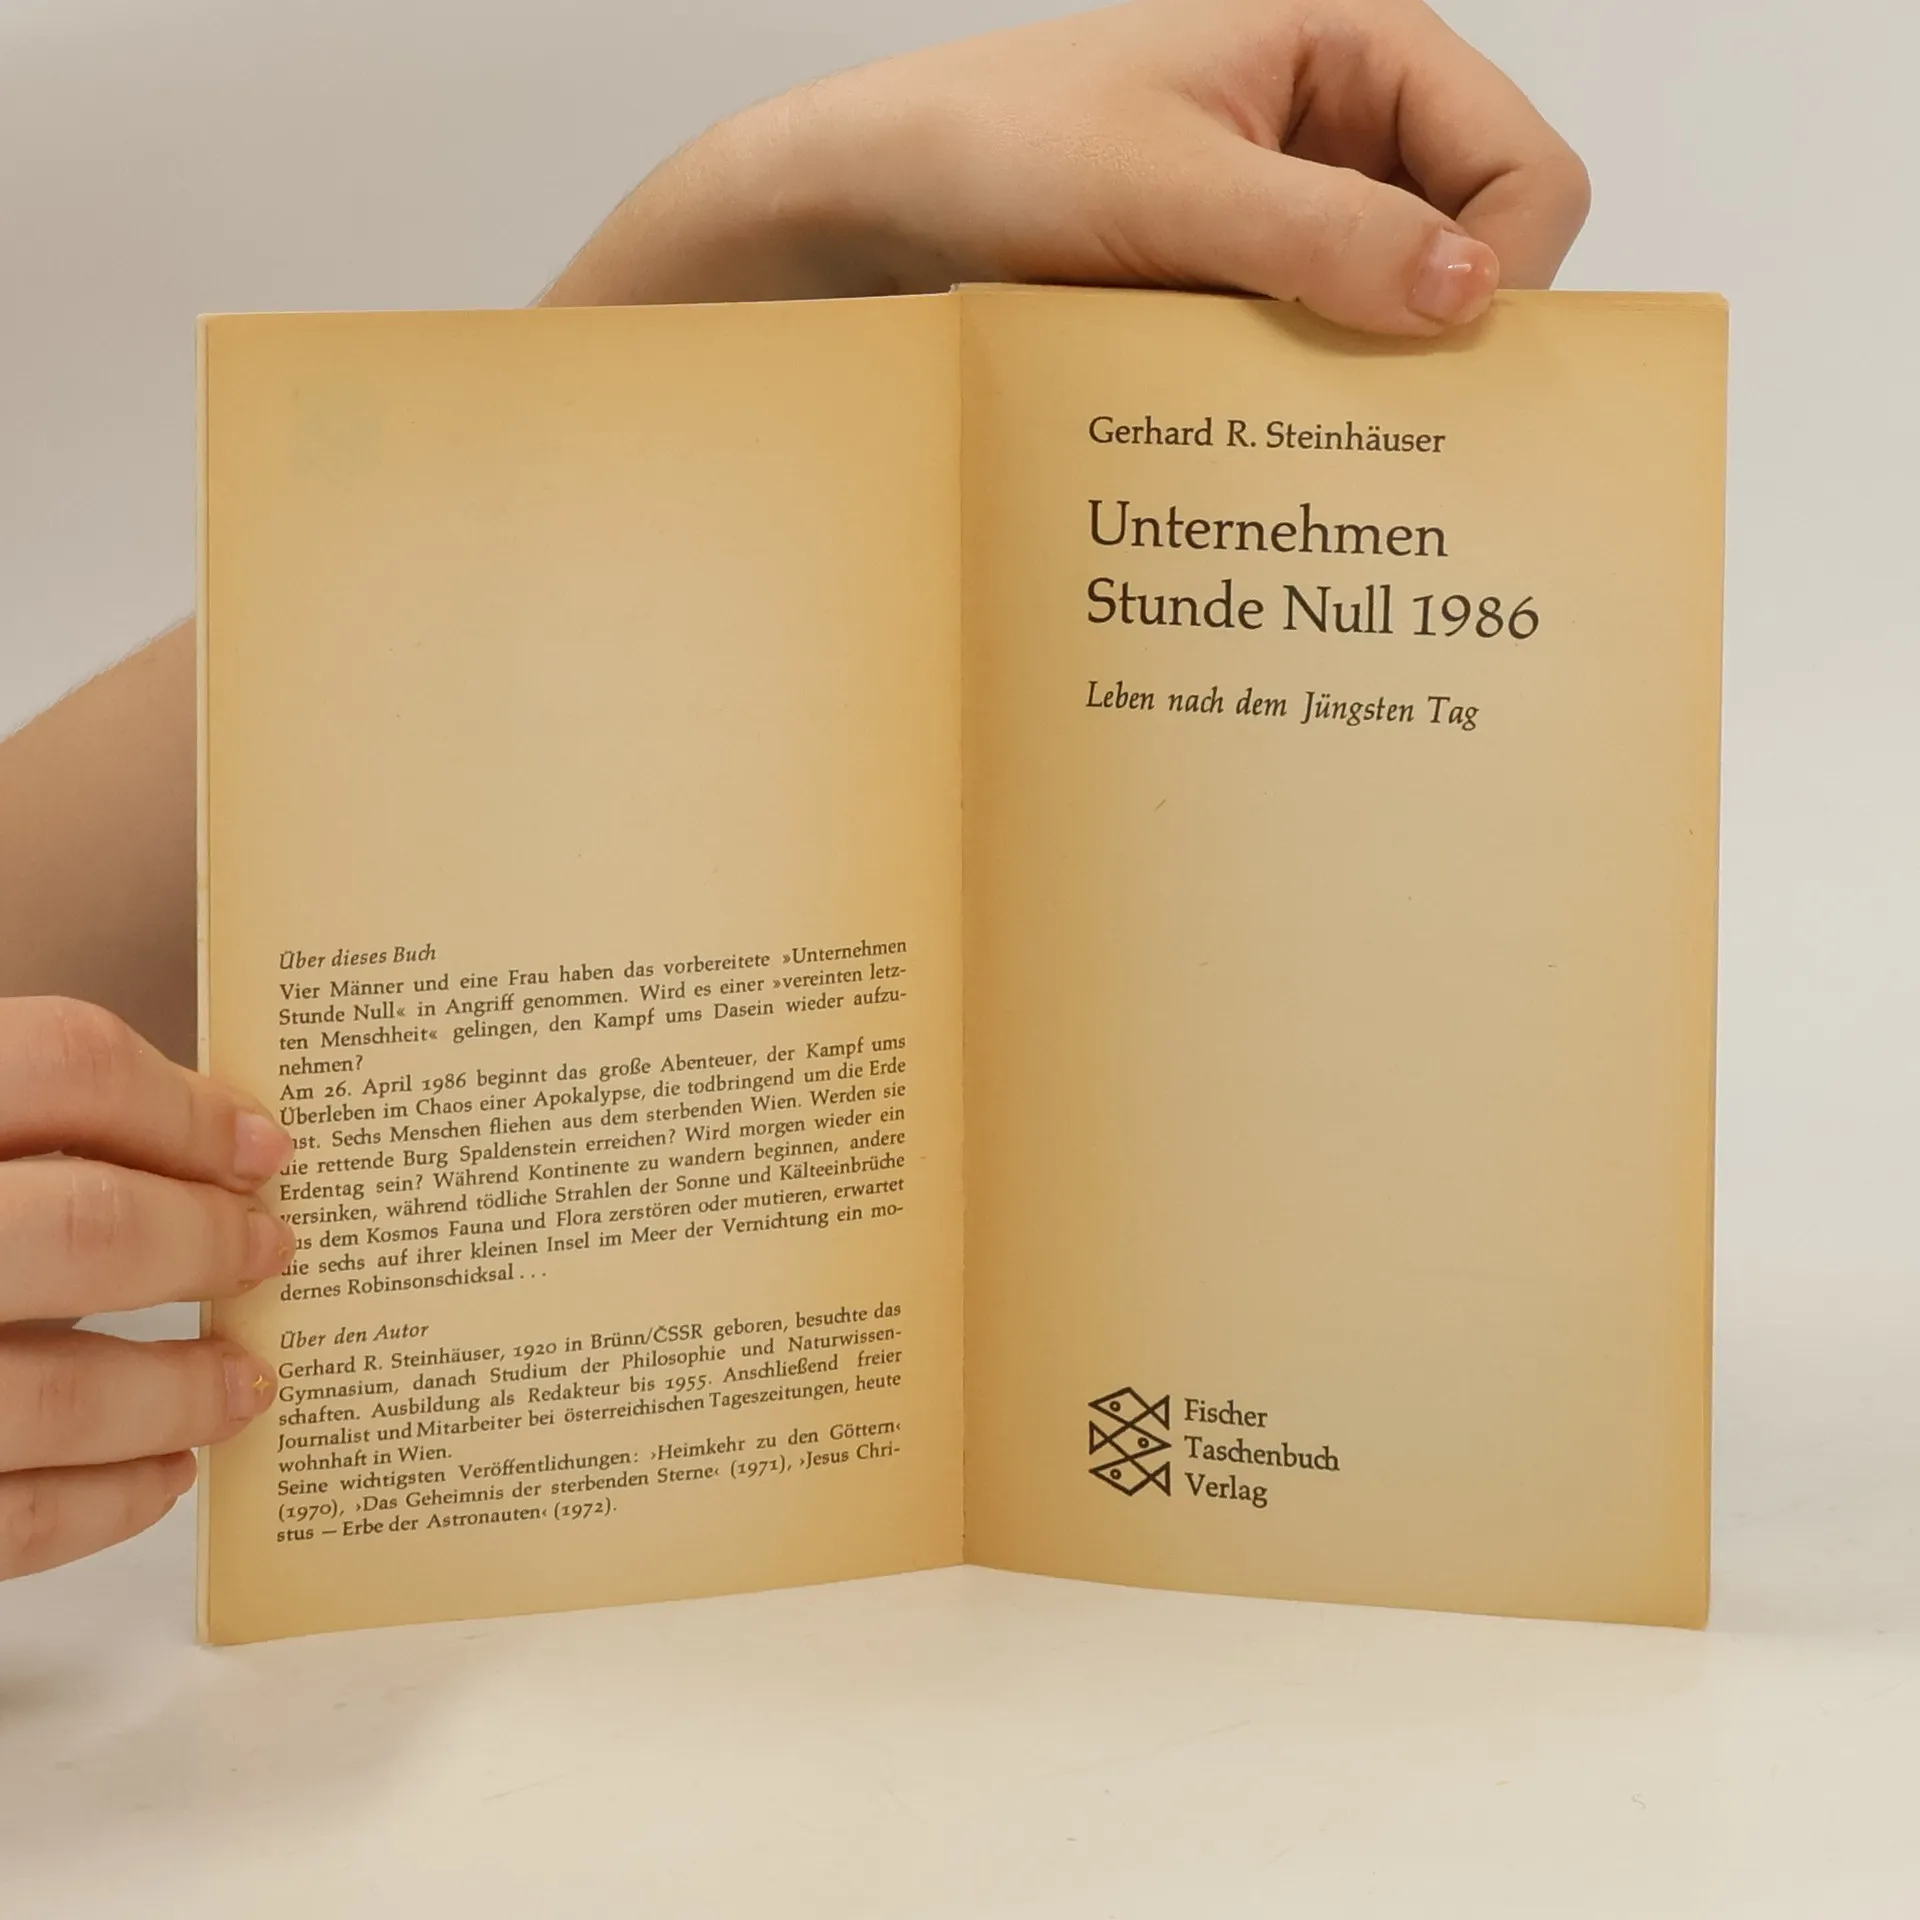 Über dieses Buch
Vier Männer und eine Frau haben das vorbereitete »Unternehmen
Stunde Null« in Angriff genommen. Wird es einer »vereinten letz-
ten Menschheit« gelingen, den Kampf ums Dasein wieder aufzu-
nehmen?
Am 26. April 1986 beginnt das große Abenteuer, der Kampf ums
Überleben im Chaos einer Apokalypse, die todbringend um die Erde
Sechs Menschen fliehen aus dem sterbenden Wien. Werden sie
die rettende Burg Spaldenstein erreichen? Wird morgen wieder ein
Erdentag sein? Während Kontinente zu wandern beginnen, andere
versinken, während tödliche Strahlen der Sonne und Kälteeinbrüche
aus dem Kosmos Fauna und Flora zerstören oder mutieren, erwartet
die sechs auf ihrer kleinen Insel im Meer der Vernichtung ein mo-
dernes Robinsonschicksal . . .
Über den Autor
Gerhard R. Steinhäuser, 1920 in Brünn/ČSSR geboren, besuchte das
Gymnasium, danach Studium der Philosophie und Naturwissen-
schaften. Ausbildung als Redakteur bis 1955. Anschließend freier
Journalist und Mitarbeiter bei österreichischen Tageszeitungen, heute
wohnhaft in Wien.
Seine wichtigsten Veröffentlichungen: ›Heimkehr zu den Göttern‹
(1970), ›Das Geheimnis der sterbenden Sterne‹ (1971), ›Jesus Chri-
stus — Erbe der Astronauten‹ (1972).
Gerhard R. Steinhäuser
Unternehmen
Stunde Null 1986
Leben nach dem Jüngsten Tag
Fischer
Taschenbuch
Verlag